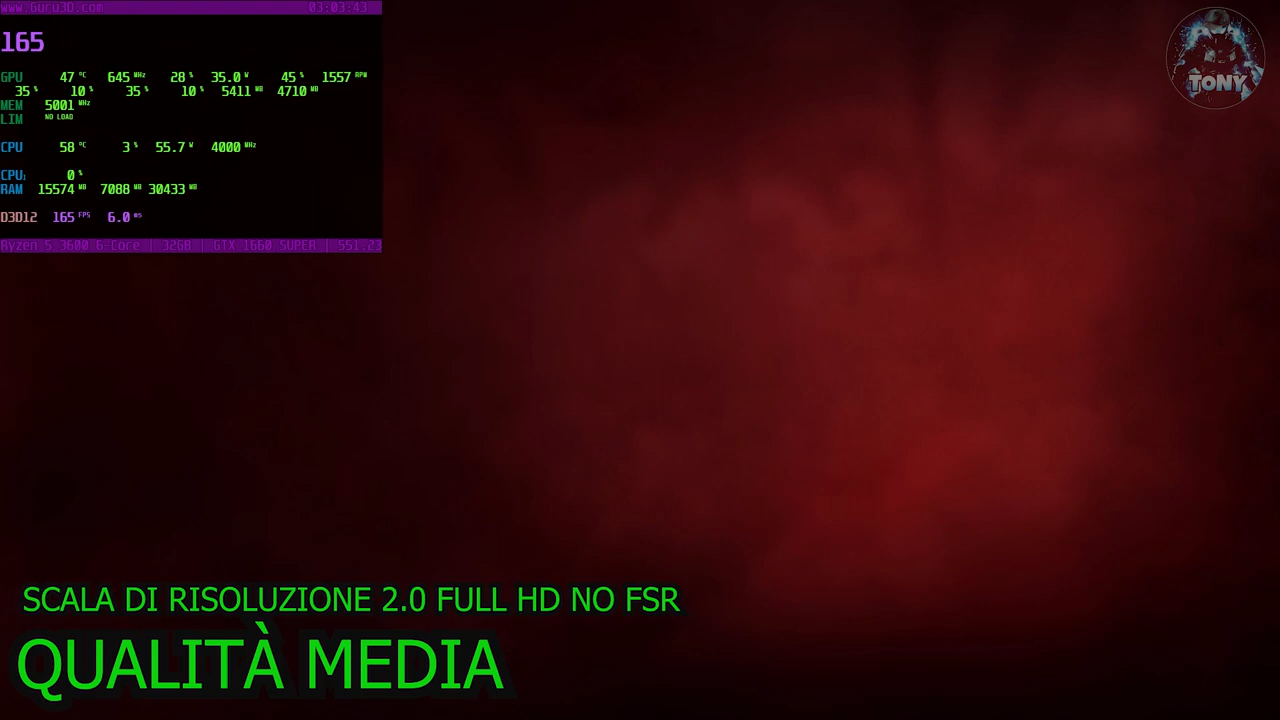 www.Guru3D.com 03:03:43
165
GPU 47 °C 645 MHz 28 % 35.0 W 45 % 1557 RPM
35 % 10 % 35 % 10 % 5411 MB 4710 MB
MEM 5001 MHz
LIM NO LOAD
CPU 58 °C 3 % 55.7 W 4000 MHz
CPU1 0 %
RAM 15574 MB 7088 MB 30433 MB
D3D12 165 FPS 6.0 ms
Ryzen 5 3600 6-Core | 32GB | GTX 1660 SUPER | 551.23
TONY
SCALA DI RISOLUZIONE 2.0 FULL HD NO FSR
QUALITÀ MEDIA